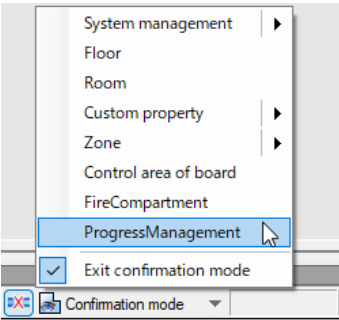 System management
Floor
Room
Custom property
Zone
Control area of board
FireCompartment
ProgressManagement
Exit confirmation mode
Confirmation mode